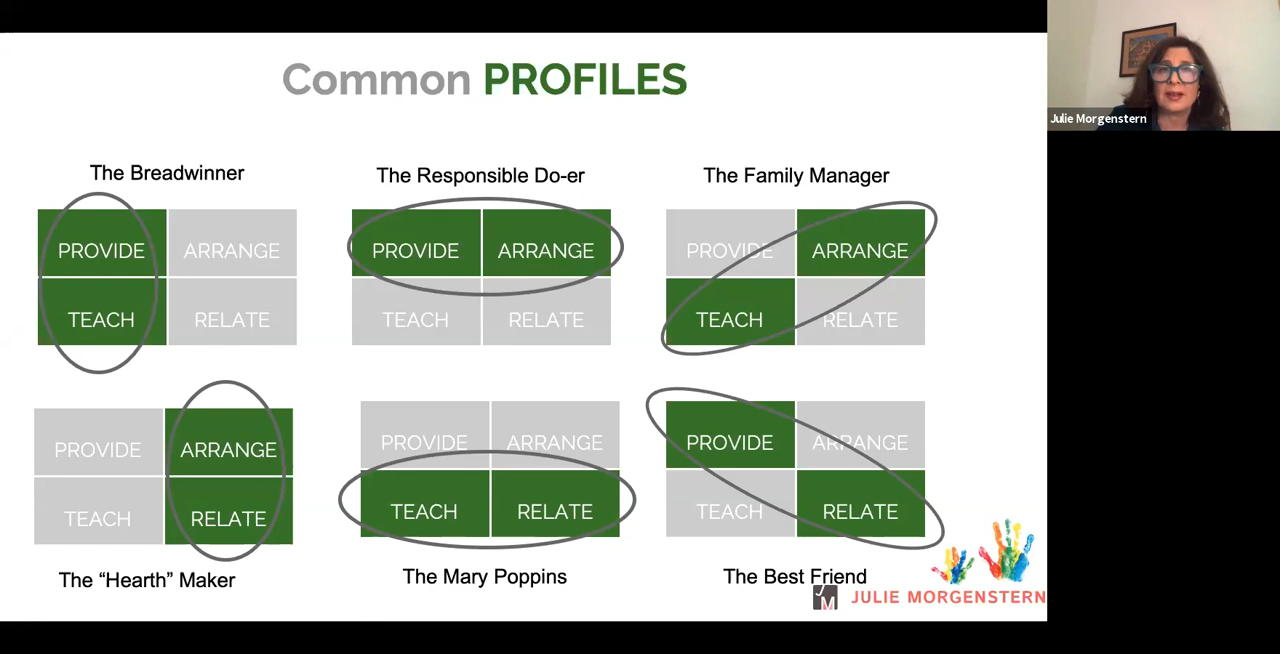 Common PROFILES
Julie Morgenstern
The Breadwinner
PROVIDE ARRANGE
TEACH RELATE
The Responsible Do-er
PROVIDE ARRANGE
TEACH RELATE
The Family Manager
PROVIDE ARRANGE
TEACH RELATE
PROVIDE ARRANGE
TEACH RELATE
The “Hearth” Maker
PROVIDE ARRANGE
TEACH RELATE
The Mary Poppins
PROVIDE ARRANGE
TEACH RELATE
The Best Friend
JM JULIE MORGENSTERN